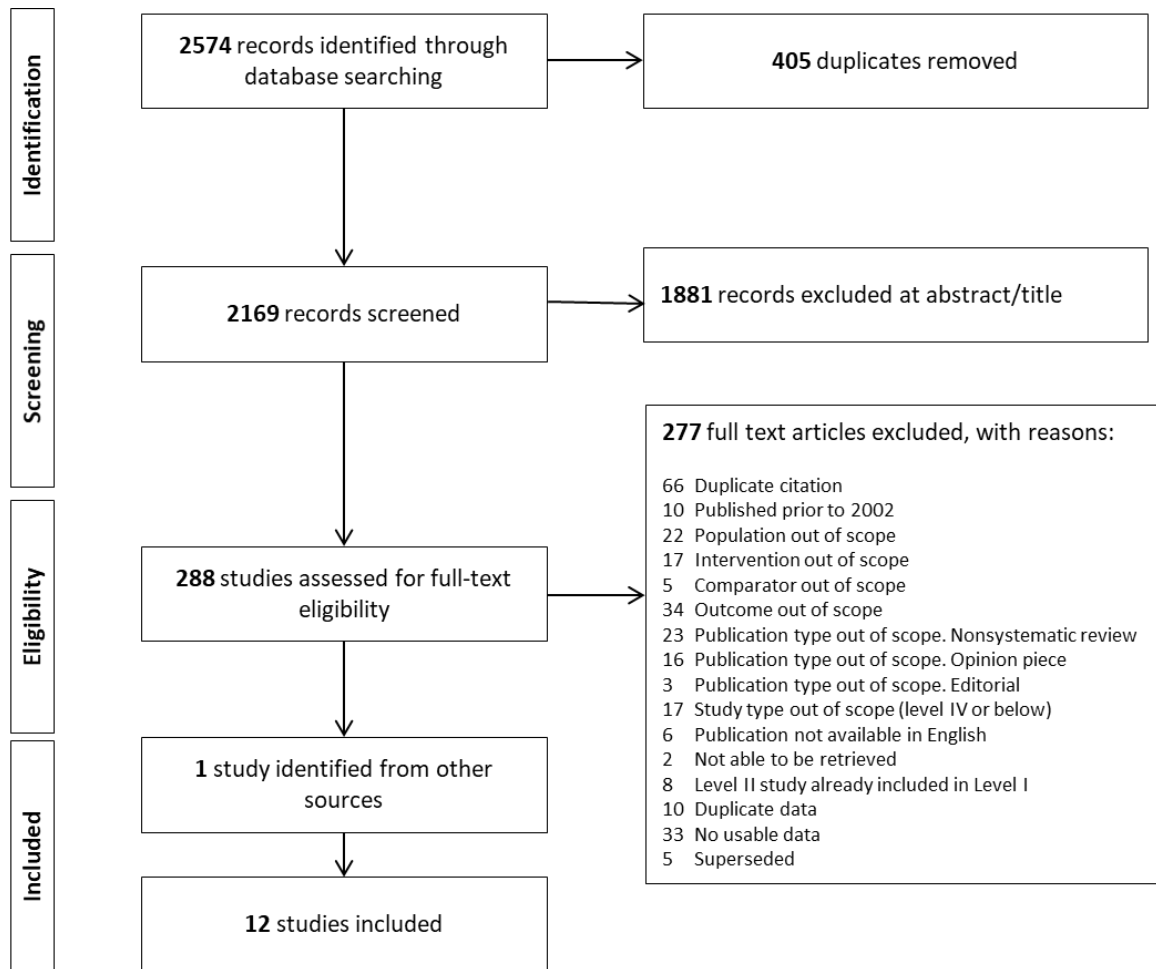 Identification
2574 records identified through
database searching
405 duplicates removed
Screening
2169 records screened
1881 records excluded at abstract/title
Eligibility
288 studies assessed for full-text
eligibility
277 full text articles excluded, with reasons:
66 Duplicate citation
10 Published prior to 2002
22 Population out of scope
17 Intervention out of scope
5 Comparator out of scope
34 Outcome out of scope
23 Publication type out of scope. Nonsystematic review
16 Publication type out of scope. Opinion piece
3 Publication type out of scope. Editorial
17 Study type out of scope (level IV or below)
6 Publication not available in English
2 Not able to be retrieved
8 Level II study already included in Level I
10 Duplicate data
33 No usable data
5 Superseded
Included
1 study identified from other
sources
12 studies included